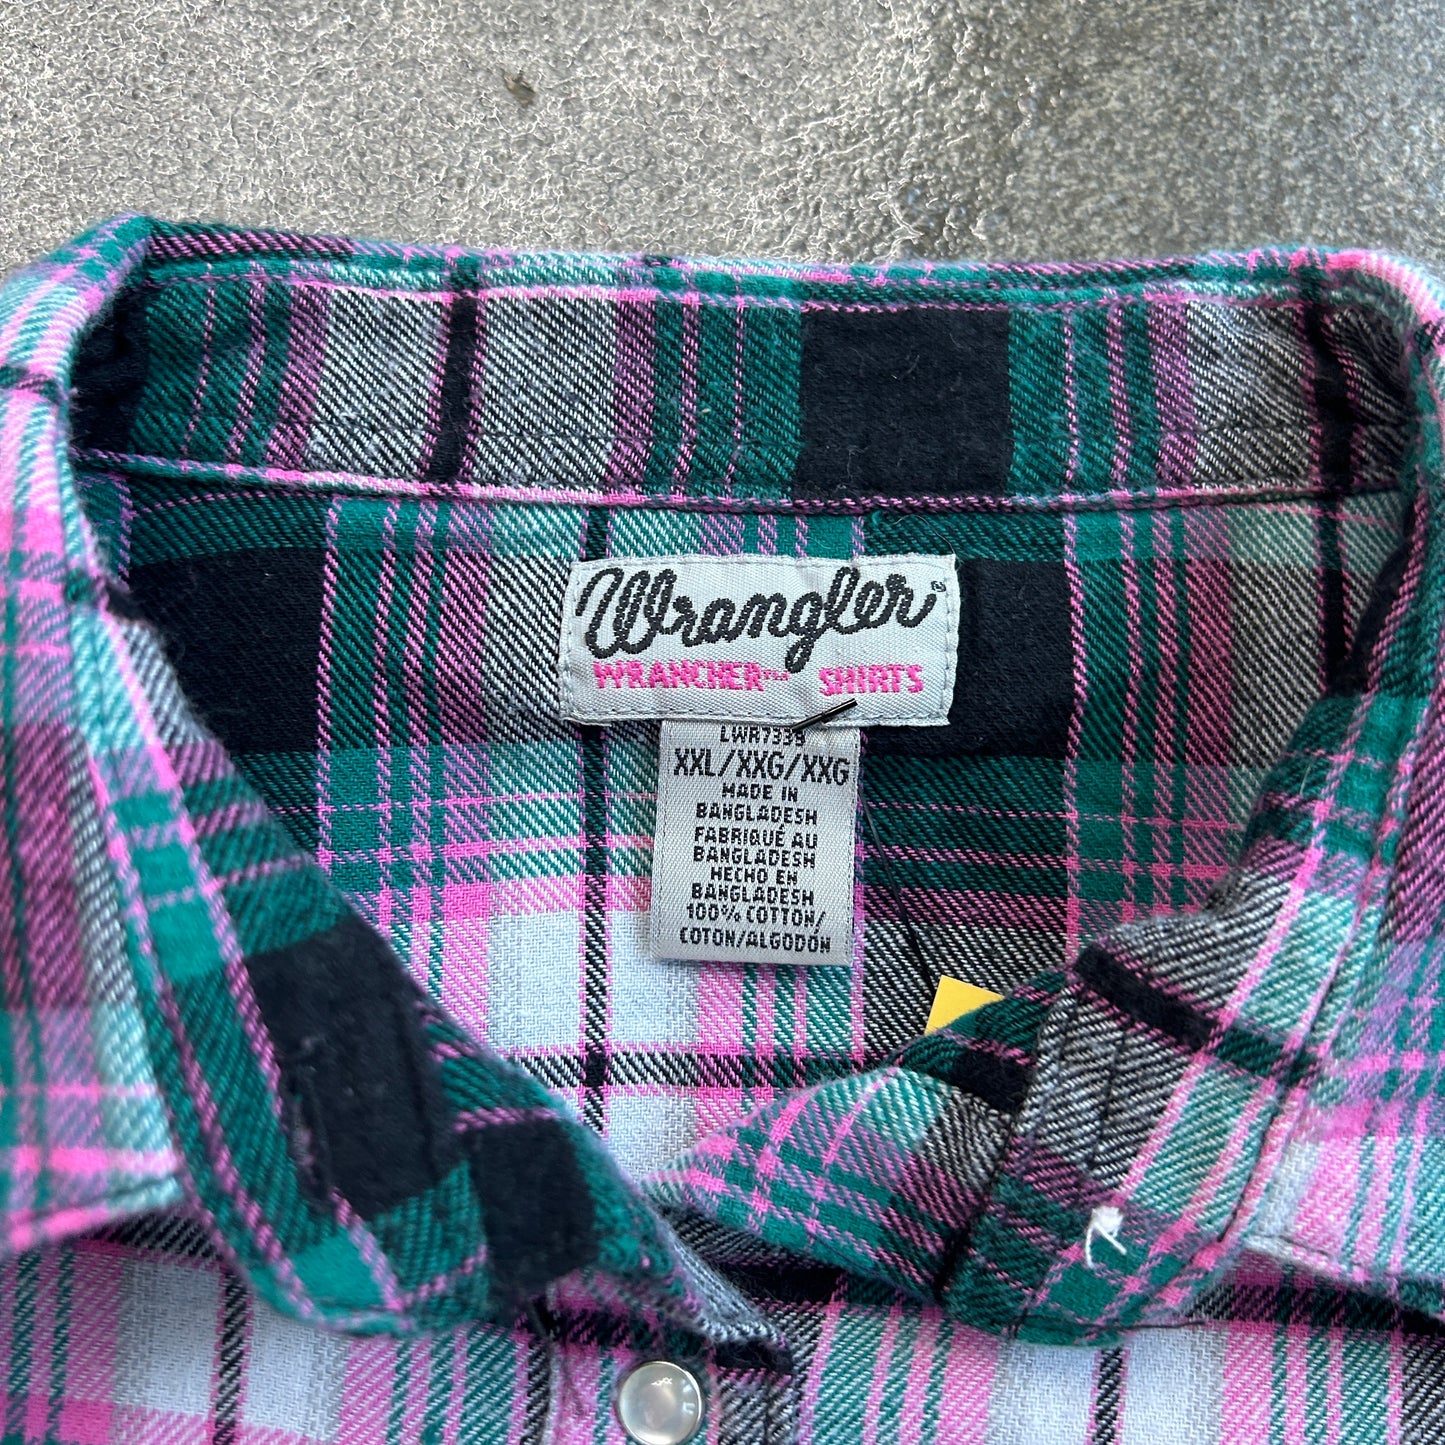 Wrangler®
WRANCHER™ SHIRTS
LWR7339
XXL/XXG/XXG
MADE IN
BANGLADESH
FABRIQUÉ AU
BANGLADESH
HECHO EN
BANGLADESH
100% COTTON/
COTON/ALGODÓN